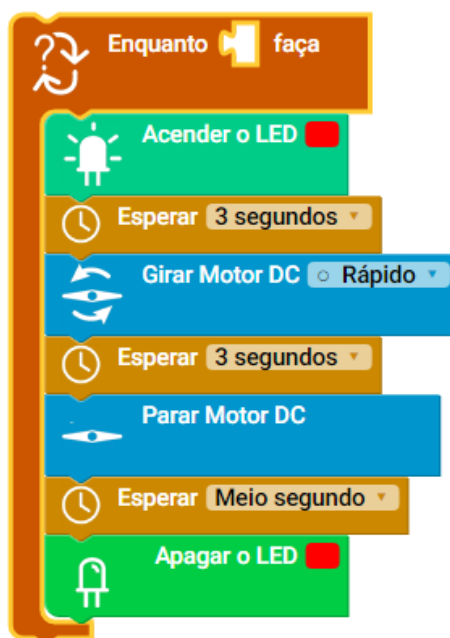 Enquanto faça
Acender o LED
Esperar 3 segundos
Girar Motor DC Rápido
Esperar 3 segundos
Parar Motor DC
Esperar Meio segundo
Apagar o LED